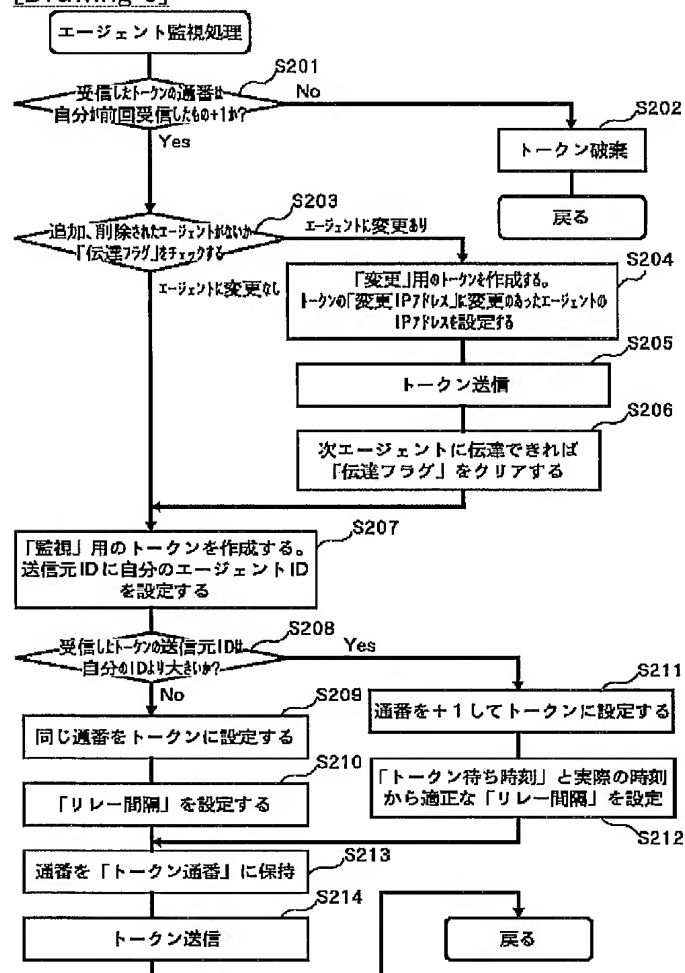 [Drawing 6]
エージェント監視処理
S201
受信したトークンの通番は
自分が前回受信したもの+1か?
No
Yes
S202
トークン破棄
戻る
S203
追加、削除されたエージェントがないか
「伝達フラグ」をチェックする
エージェントに変更あり
エージェントに変更なし
S204
「変更」用のトークンを作成する。
トークンの「変更IPアドレス」に変更のあったエージェントの
IPアドレスを設定する
S205
トークン送信
S206
次エージェントに伝達できれば
「伝達フラグ」をクリアする
S207
「監視」用のトークンを作成する。
送信元IDに自分のエージェントID
を設定する
S208
受信したトークンの送信元IDは
自分のIDより大きいか?
Yes
No
S209
同じ通番をトークンに設定する
S210
「リレー間隔」を設定する
S211
通番を+1してトークンに設定する
「トークン待ち時刻」と実際の時刻
から適正な「リレー間隔」を設定
S212
S213
通番を「トークン通番」に保持
S214
トークン送信
戻る